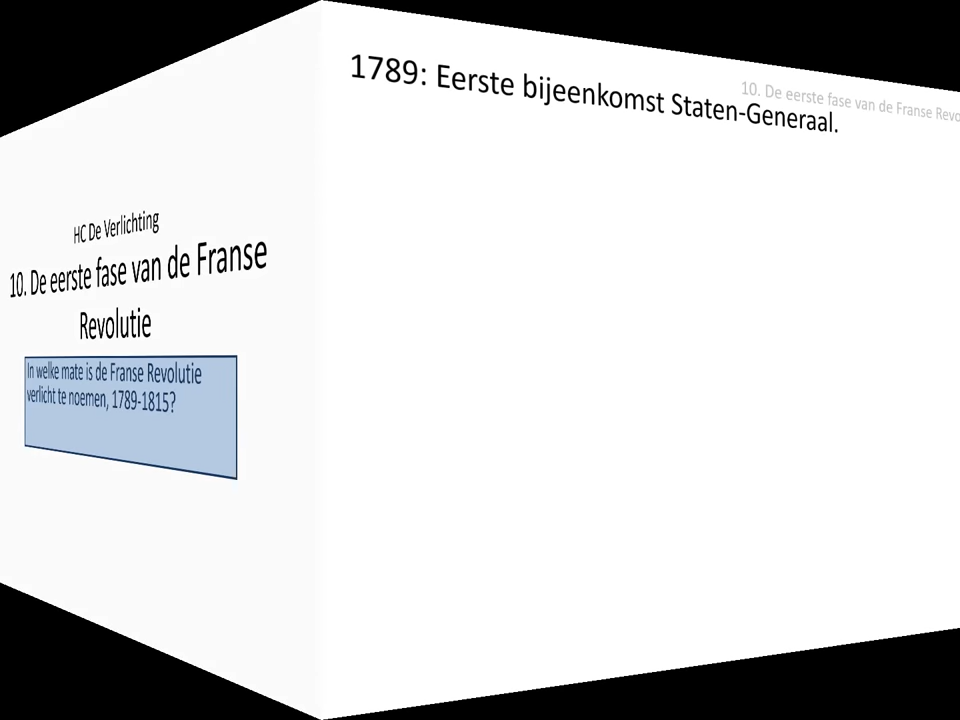 HC De Verlichting
10. De eerste fase van de Franse
Revolutie
In welke mate is de Franse Revolutie
verlicht te noemen, 1789-1815?
10. De eerste fase van de Franse Revo
1789: Eerste bijeenkomst Staten-Generaal.